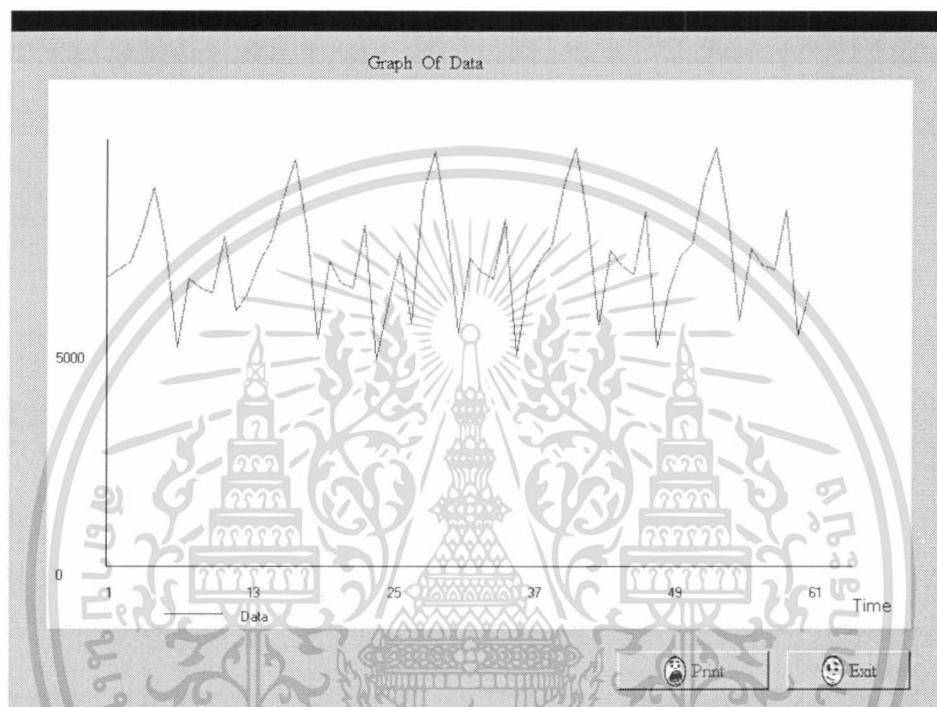 Graph Of Data
5000
0
1 13 25 37 49 61
Time
Data
Print Exit